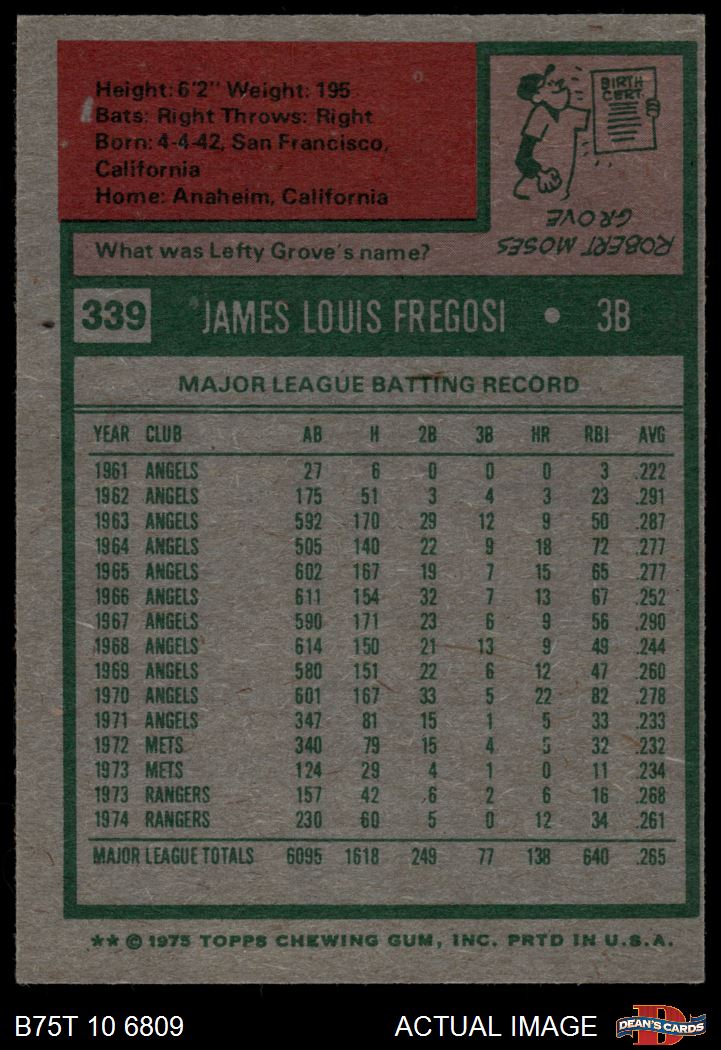 Height: 6'2" Weight: 195
Bats: Right Throws: Right
Born: 4-4-42, San Francisco,
California
Home: Anaheim, California
BIRTH
CERT.
What was Lefty Grove's name?
ROBERT MOSES
GROVE
339 JAMES LOUIS FREGOSI • 3B
MAJOR LEAGUE BATTING RECORD
YEAR CLUB AB H 2B 3B HR RBI AVG
1961 ANGELS 27 6 0 0 0 3 .222
1962 ANGELS 175 51 3 4 3 23 .291
1963 ANGELS 592 170 29 12 9 50 .287
1964 ANGELS 505 140 22 9 18 72 .277
1965 ANGELS 602 167 19 7 15 65 .277
1966 ANGELS 611 154 32 7 13 67 .252
1967 ANGELS 590 171 23 6 9 56 .290
1968 ANGELS 614 150 21 13 9 49 .244
1969 ANGELS 580 151 22 6 12 47 .260
1970 ANGELS 601 167 33 5 22 82 .278
1971 ANGELS 347 81 15 1 5 33 .233
1972 METS 340 79 15 4 5 32 .232
1973 METS 124 29 4 1 0 11 .234
1973 RANGERS 157 42 6 2 6 16 .268
1974 RANGERS 230 60 5 0 12 34 .261
MAJOR LEAGUE TOTALS 6095 1618 249 77 138 640 .265
** © 1975 TOPPS CHEWING GUM, INC. PRTD IN U.S.A.
B75T 10 6809 ACTUAL IMAGE D DEAN'S CARDS